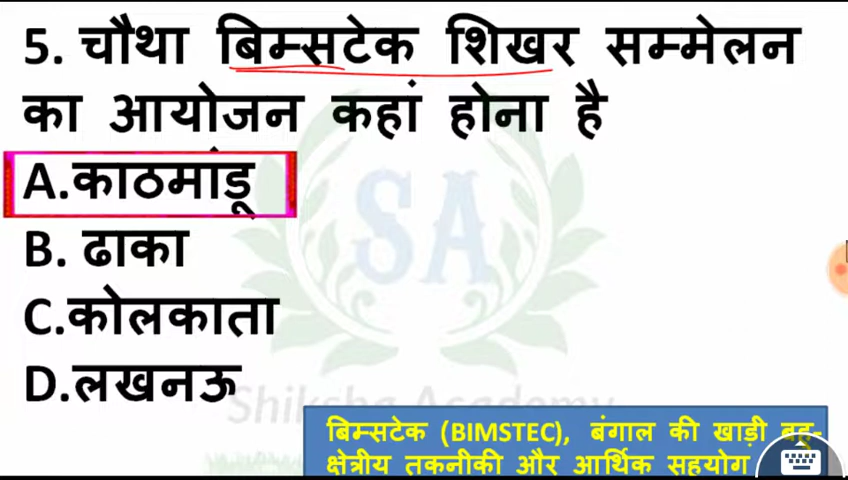 5. चौथा बिम्सटेक शिखर सम्मेलन
का आयोजन कहां होना है
A.काठमांडू
B. ढाका
C.कोलकाता
D.लखनऊ
SA
Shiksha Academy
बिम्सटेक (BIMSTEC), बंगाल की खाड़ी बहु-
क्षेत्रीय तकनीकी और आर्थिक सहयोग